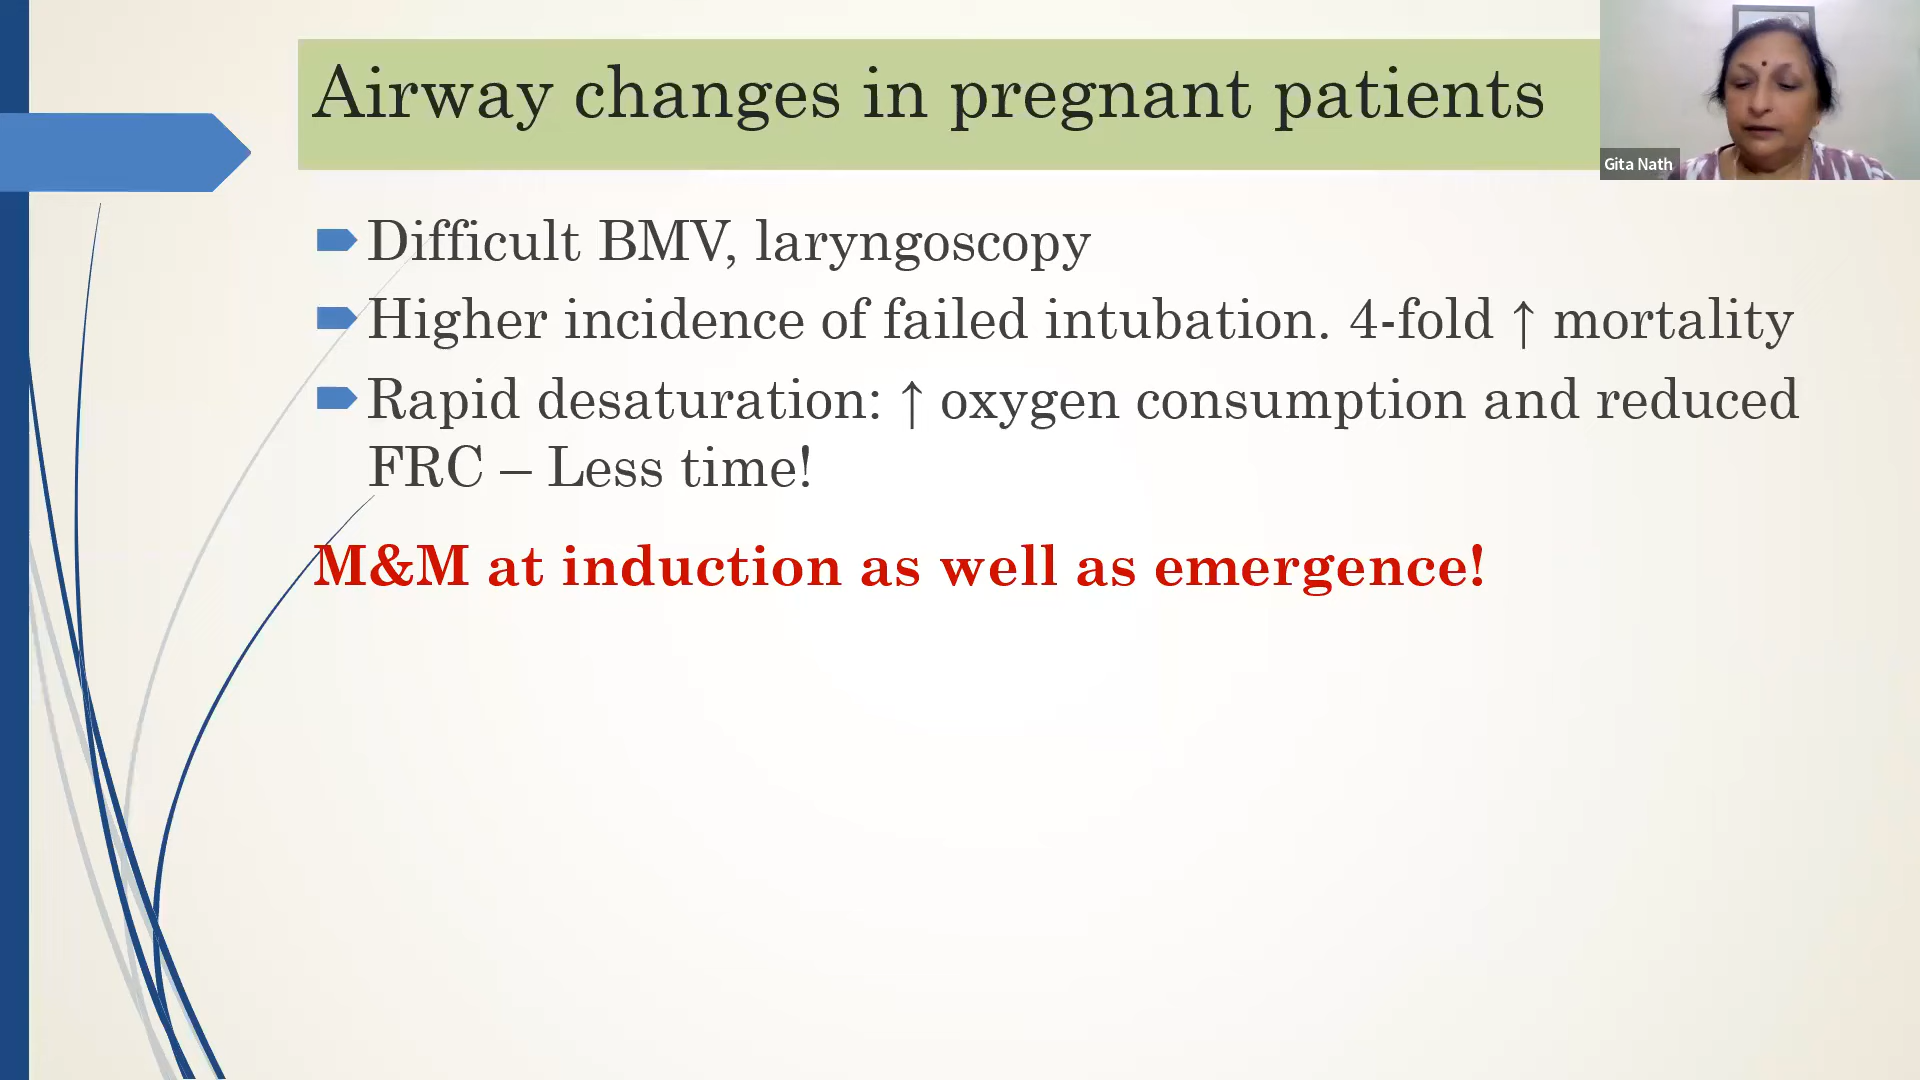 Airway changes in pregnant patients
Gita Nath
Difficult BMV, laryngoscopy
Higher incidence of failed intubation. 4-fold ↑ mortality
Rapid desaturation: ↑ oxygen consumption and reduced
FRC – Less time!
M&M at induction as well as emergence!